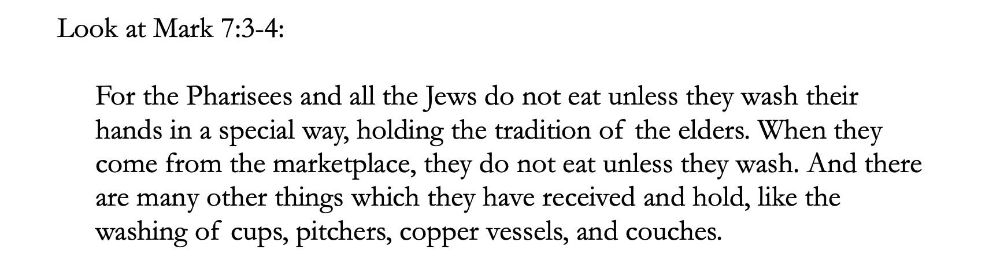 Look at Mark 7:3-4:
For the Pharisees and all the Jews do not eat unless they wash their
hands in a special way, holding the tradition of the elders. When they
come from the marketplace, they do not eat unless they wash. And there
are many other things which they have received and hold, like the
washing of cups, pitchers, copper vessels, and couches.